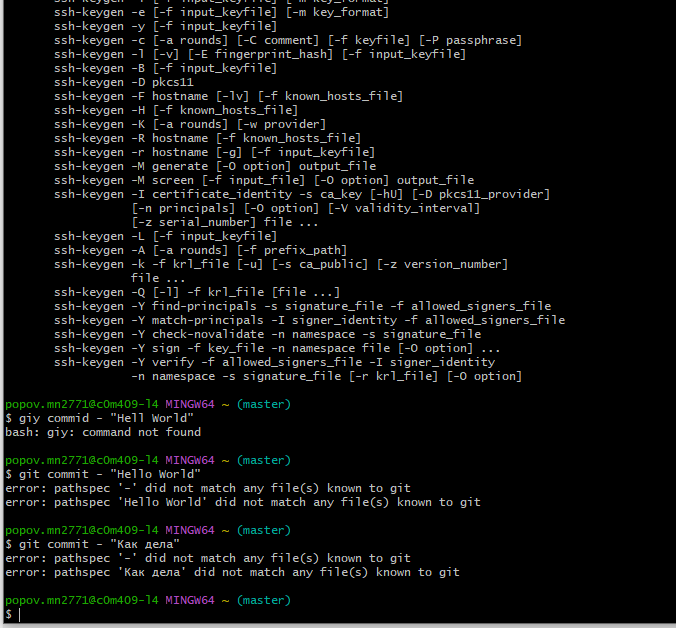 ssh-keygen -e [-f input_keyfile] [-m key_format]
ssh-keygen -y [-f input_keyfile]
ssh-keygen -c [-a rounds] [-C comment] [-f keyfile] [-P passphrase]
ssh-keygen -l [-v] [-E fingerprint_hash] [-f input_keyfile]
ssh-keygen -B [-f input_keyfile]
ssh-keygen -D pkcs11
ssh-keygen -F hostname [-lv] [-f known_hosts_file]
ssh-keygen -H [-f known_hosts_file]
ssh-keygen -K [-a rounds] [-w provider]
ssh-keygen -R hostname [-f known_hosts_file]
ssh-keygen -r hostname [-g] [-f input_keyfile]
ssh-keygen -M generate [-O option] output_file
ssh-keygen -M screen [-f input_file] [-O option] output_file
ssh-keygen -I certificate_identity -s ca_key [-hU] [-D pkcs11_provider]
[-n principals] [-O option] [-V validity_interval]
[-z serial_number] file ...
ssh-keygen -L [-f input_keyfile]
ssh-keygen -A [-a rounds] [-f prefix_path]
ssh-keygen -k -f krl_file [-u] [-s ca_public] [-z version_number]
file ...
ssh-keygen -Q [-l] -f krl_file [file ...]
ssh-keygen -Y find-principals -s signature_file -f allowed_signers_file
ssh-keygen -Y match-principals -I signer_identity -f allowed_signers_file
ssh-keygen -Y check-novalidate -n namespace -s signature_file
ssh-keygen -Y sign -f key_file -n namespace file [-O option] ...
ssh-keygen -Y verify -f allowed_signers_file -I signer_identity
-n namespace -s signature_file [-r krl_file] [-O option]
popov.mn2771@c0m409-l4 MINGW64 ~ (master)
$ giy commid - "Hell World"
bash: giy: command not found
popov.mn2771@c0m409-l4 MINGW64 ~ (master)
$ git commit - "Hello World"
error: pathspec '-' did not match any file(s) known to git
error: pathspec 'Hello World' did not match any file(s) known to git
popov.mn2771@c0m409-l4 MINGW64 ~ (master)
$ git commit - "Как дела"
error: pathspec '-' did not match any file(s) known to git
error: pathspec 'Как дела' did not match any file(s) known to git
popov.mn2771@c0m409-l4 MINGW64 ~ (master)
$